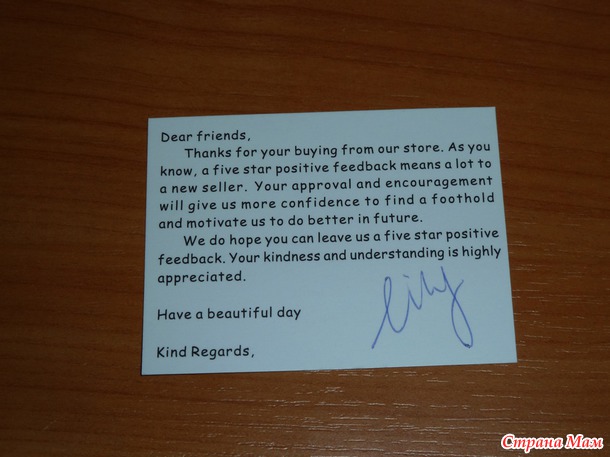 Dear friends,
Thanks for your buying from our store. As you
know, a five star positive feedback means a lot to
a new seller. Your approval and encouragement
will give us more confidence to find a foothold
and motivate us to do better in future.
We do hope you can leave us a five star positive
feedback. Your kindness and understanding is highly
appreciated.
Have a beautiful day
Lily
Kind Regards,
Страна Мам